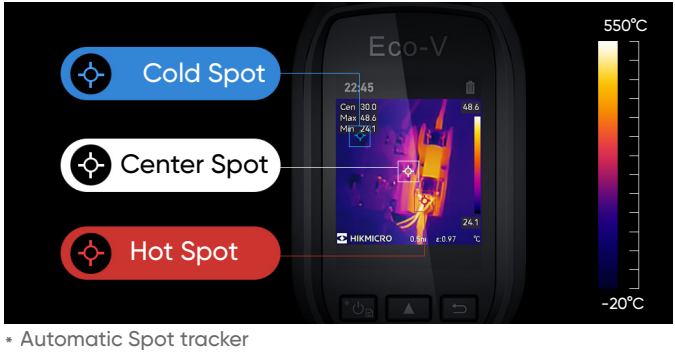 550°C
Eco-V
Cold Spot
22:45
Cen 30.0
48.6
Max 48.6
Min 24.1
Center Spot
24.1
Hot Spot
HIKMICRO 0.5m ε:0.97 °C
-20°C
* Automatic Spot tracker